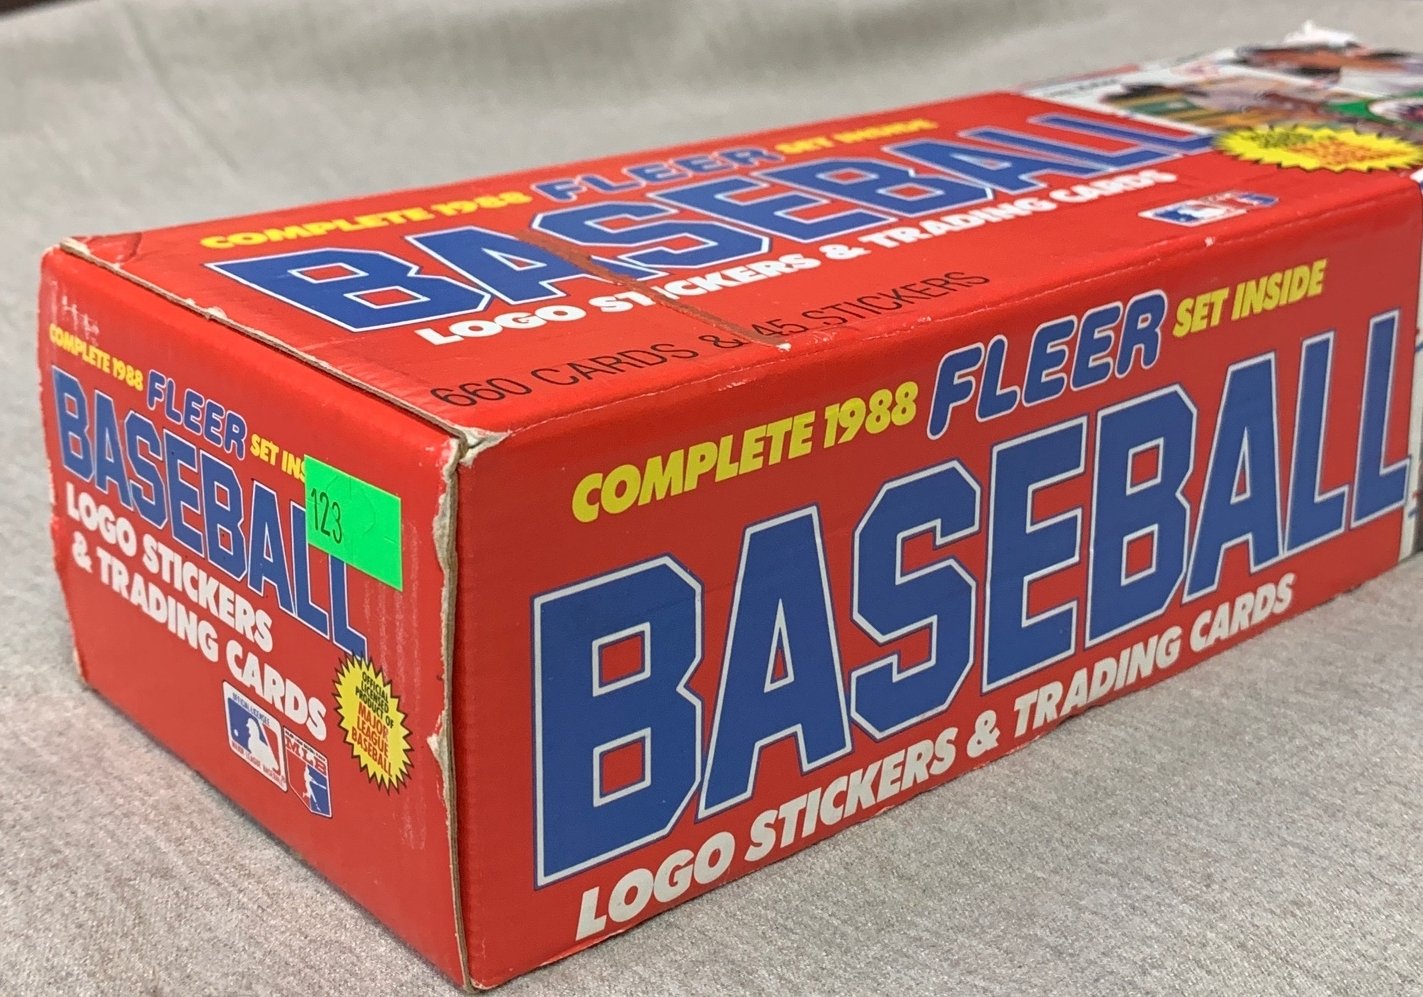 COMPLETE 1988 FLEER SET INSIDE
BASEBALL
LOGO STICKERS & TRADING CARDS
660 CARDS & 45 STICKERS
COMPLETE 1988 FLEER SET INS
BASEBALL
LOGO STICKERS
& TRADING CARDS
123
OFFICIAL
PRODUCT OF
MAJOR
LEAGUE
BASEBALL
MLB
COMPLETE 1988 FLEER SET INSIDE
BASEBALL
LOGO STICKERS & TRADING CARDS